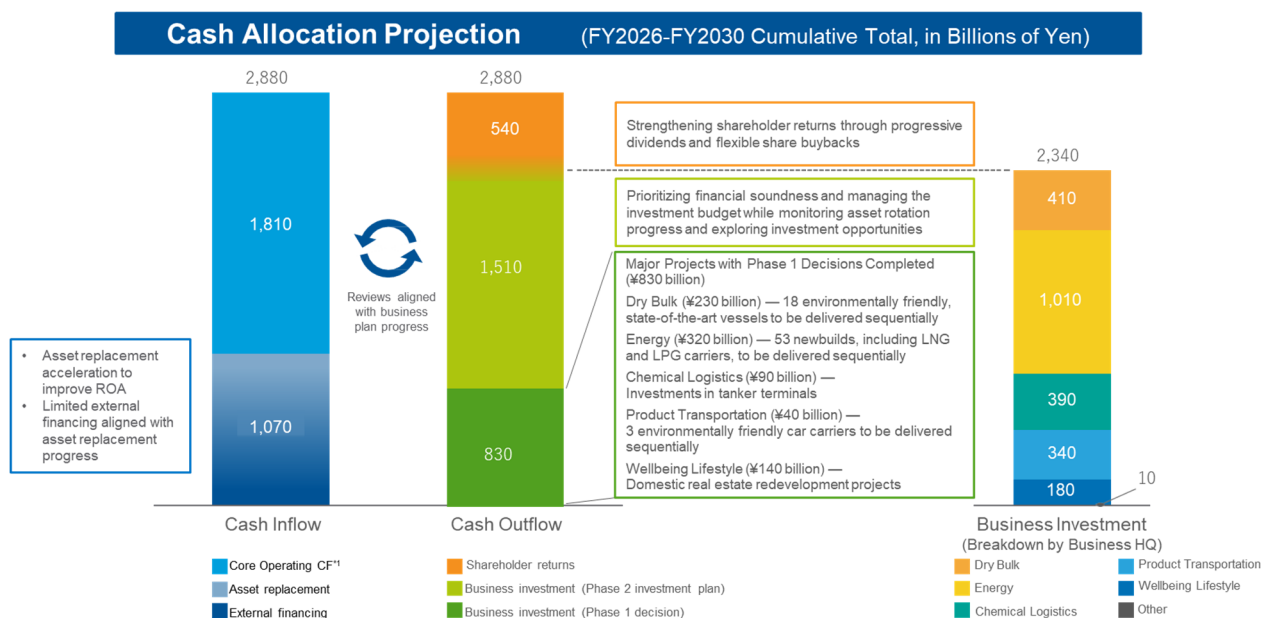 Cash Allocation Projection (FY2026-FY2030 Cumulative Total, in Billions of Yen)
2,880
1,810
1,070
Cash Inflow
• Asset replacement
acceleration to
improve ROA
• Limited external
financing aligned with
asset replacement
progress
Reviews aligned
with business
plan progress
2,880
540
1,510
830
Cash Outflow
Strengthening shareholder returns through progressive
dividends and flexible share buybacks
Prioritizing financial soundness and managing the
investment budget while monitoring asset rotation
progress and exploring investment opportunities
Major Projects with Phase 1 Decisions Completed
(¥830 billion)
Dry Bulk (¥230 billion) — 18 environmentally friendly,
state-of-the-art vessels to be delivered sequentially
Energy (¥320 billion) — 53 newbuilds, including LNG
and LPG carriers, to be delivered sequentially
Chemical Logistics (¥90 billion) —
Investments in tanker terminals
Product Transportation (¥40 billion) —
3 environmentally friendly car carriers to be delivered
sequentially
Wellbeing Lifestyle (¥140 billion) —
Domestic real estate redevelopment projects
2,340
410
1,010
390
340
180
10
Business Investment
(Breakdown by Business HQ)
Core Operating CF*1
Asset replacement
External financing
Shareholder returns
Business investment (Phase 2 investment plan)
Business investment (Phase 1 decision)
Dry Bulk
Energy
Chemical Logistics
Product Transportation
Wellbeing Lifestyle
Other